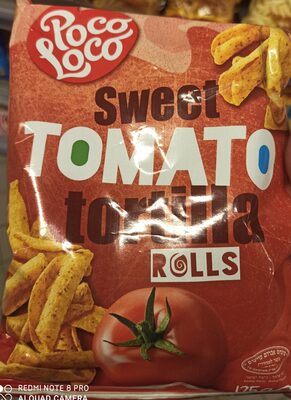 Poco
Loco
Sweet
TOMATO
tortilla
ROLLS
REDMI NOTE 8 PRO
AI QUAD CAMERA